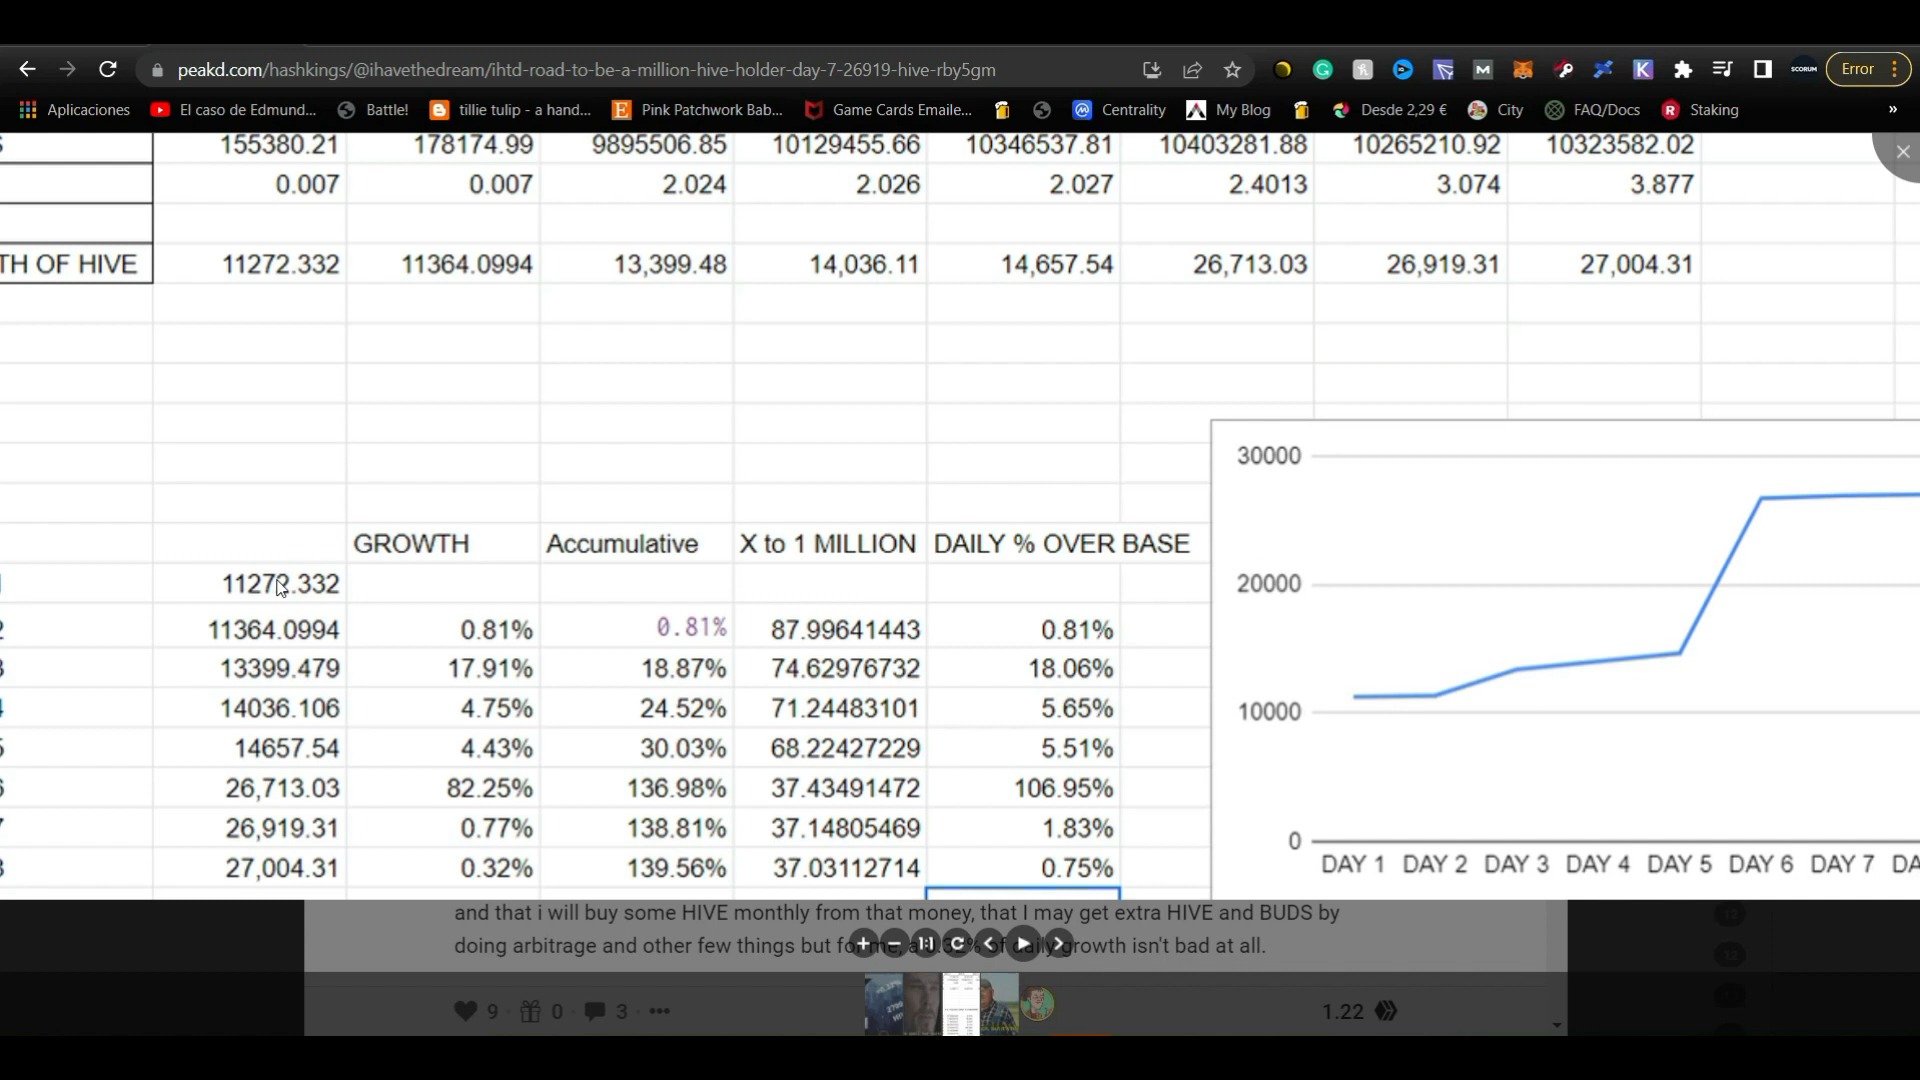 peakd.com/hashkings/@ihavethedream/ihtd-road-to-be-a-million-hive-holder-day-7-26919-hive-rby5gm SCORUM Error
Aplicaciones El caso de Edmund... Battle! tillie tulip - a hand... Pink Patchwork Bab... Game Cards Emaile... Centrality My Blog Desde 2,29 € City FAQ/Docs Staking »
155380.21 178174.99 9895506.85 10129455.66 10346537.81 10403281.88 10265210.92 10323582.02
0.007 0.007 2.024 2.026 2.027 2.4013 3.074 3.877
TH OF HIVE 11272.332 11364.0994 13,399.48 14,036.11 14,657.54 26,713.03 26,919.31 27,004.31
GROWTH Accumulative X to 1 MILLION DAILY % OVER BASE
11272.332
11364.0994 0.81% 0.81% 87.99641443 0.81%
13399.479 17.91% 18.87% 74.62976732 18.06%
14036.106 4.75% 24.52% 71.24483101 5.65%
14657.54 4.43% 30.03% 68.22427229 5.51%
26,713.03 82.25% 136.98% 37.43491472 106.95%
26,919.31 0.77% 138.81% 37.14805469 1.83%
27,004.31 0.32% 139.56% 37.03112714 0.75%
30000
20000
10000
0
DAY 1 DAY 2 DAY 3 DAY 4 DAY 5 DAY 6 DAY 7 DA
and that i will buy some HIVE monthly from that money, that I may get extra HIVE and BUDS by
doing arbitrage and other few things but for me, a 0.32% of daily growth isn't bad at all.
1:1
9 0 3 ••• 1.22